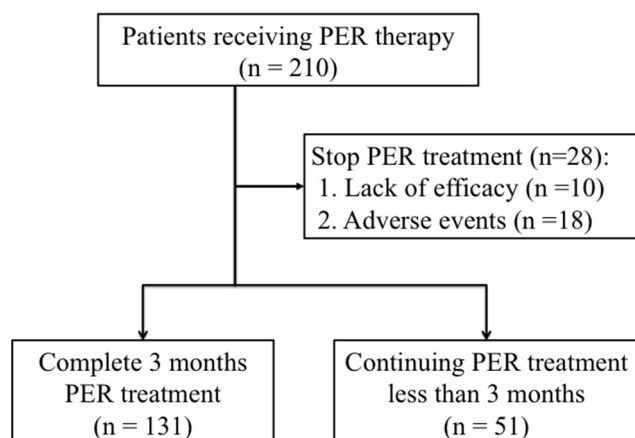 Patients receiving PER therapy
(n = 210)
Stop PER treatment (n=28):
1. Lack of efficacy (n =10)
2. Adverse events (n =18)
Complete 3 months
PER treatment
(n = 131)
Continuing PER treatment
less than 3 months
(n = 51)